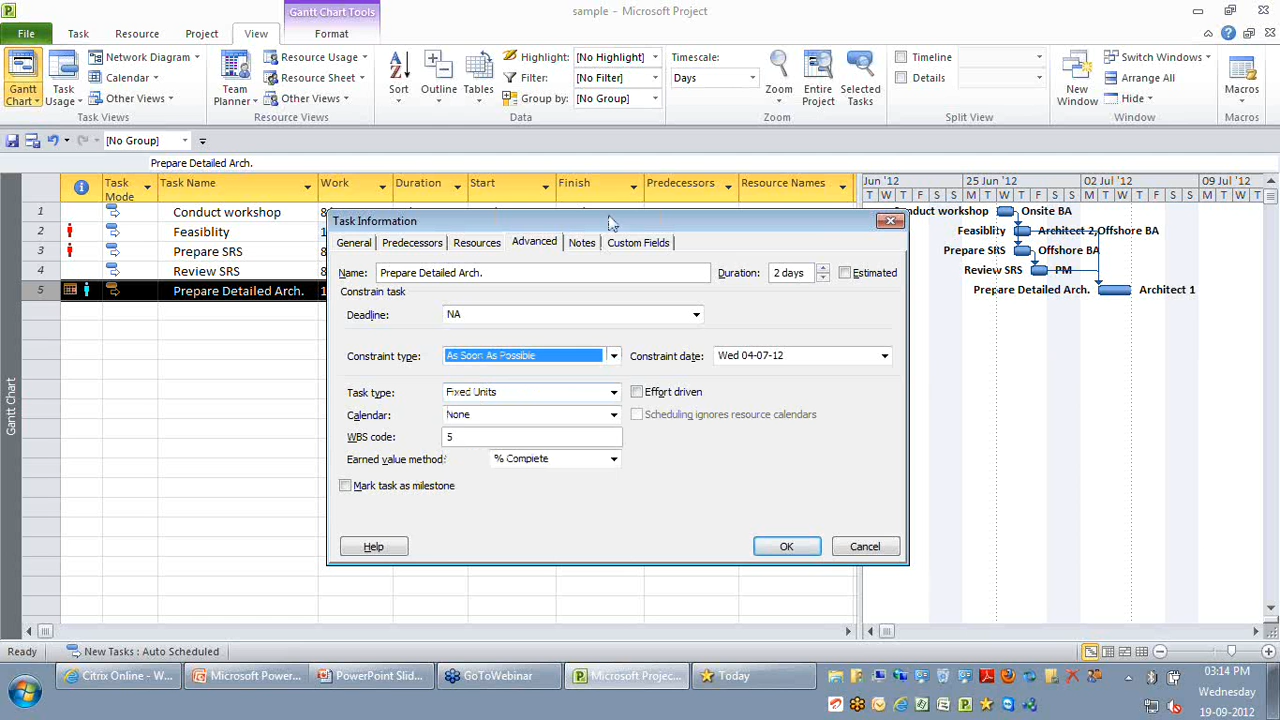 Gantt Chart Tools
sample - Microsoft Project
File Task Resource Project View Format
Gantt Chart
Task Usage
Network Diagram
Calendar
Other Views
Task Views
Team Planner
Resource Usage
Resource Sheet
Other Views
Resource Views
Sort
Outline
Tables
Highlight: [No Highlight]
Filter: [No Filter]
Group by: [No Group]
Data
Timescale:
Days
Zoom
Entire Project
Selected Tasks
Zoom
Timeline
Details
Split View
New Window
Switch Windows
Arrange All
Hide
Window
Macros
Macros
[No Group]
Prepare Detailed Arch.
Task Mode Task Name Work Duration Start Finish Predecessors Resource Names
Jun '12 25 Jun '12 02 Jul '12 09 Jul '12
T W T F S S M T W T F S S M T W T F S S M T W T
1 Conduct workshop 8
2 Feasiblity 1
3 Prepare SRS 8
4 Review SRS 8
5 Prepare Detailed Arch. 1
Gantt Chart
Task Information
General Predecessors Resources Advanced Notes Custom Fields
Name: Prepare Detailed Arch. Duration: 2 days Estimated
Constrain task
Deadline: NA
Constraint type: As Soon As Possible Constraint date: Wed 04-07-12
Task type: Fixed Units Effort driven
Calendar: None Scheduling ignores resource calendars
WBS code: 5
Earned value method: % Complete
Mark task as milestone
Help OK Cancel
onduct workshop Onsite BA
Feasiblity Architect 2,Offshore BA
Prepare SRS Offshore BA
Review SRS PM
Prepare Detailed Arch. Architect 1
Ready New Tasks : Auto Scheduled
Citrix Online - W...
Microsoft Pow...
PowerPoint Slid...
GoToWebinar
Microsoft Projec...
Today
03:14 PM
Wednesday
19-09-2012